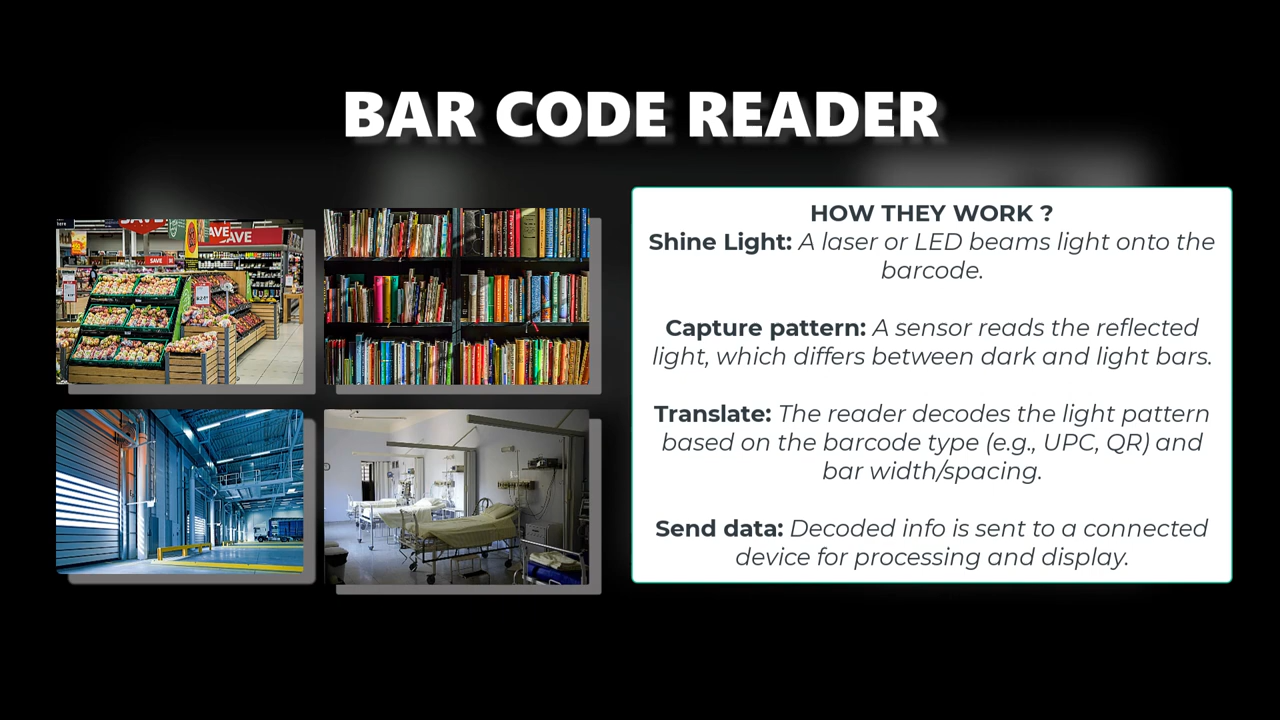 BAR CODE READER
SAVE
SAVE
SAVE
HOW THEY WORK ?
Shine Light: A laser or LED beams light onto the
barcode.
Capture pattern: A sensor reads the reflected
light, which differs between dark and light bars.
Translate: The reader decodes the light pattern
based on the barcode type (e.g., UPC, QR) and
bar width/spacing.
Send data: Decoded info is sent to a connected
device for processing and display.